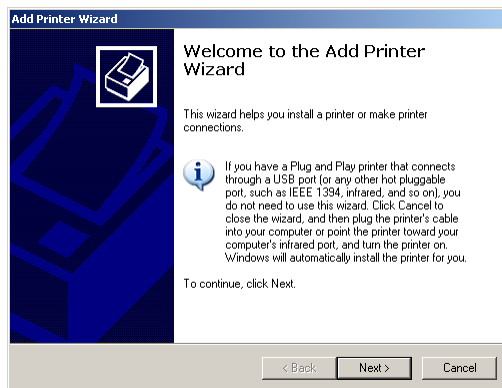 Add Printer Wizard
Welcome to the Add Printer
Wizard
This wizard helps you install a printer or make printer
connections.
If you have a Plug and Play printer that connects
through a USB port (or any other hot pluggable
port, such as IEEE 1394, infrared, and so on), you
do not need to use this wizard. Click Cancel to
close the wizard, and then plug the printer's cable
into your computer or point the printer toward your
computer's infrared port, and turn the printer on.
Windows will automatically install the printer for you.
To continue, click Next.
< Back
Next >
Cancel